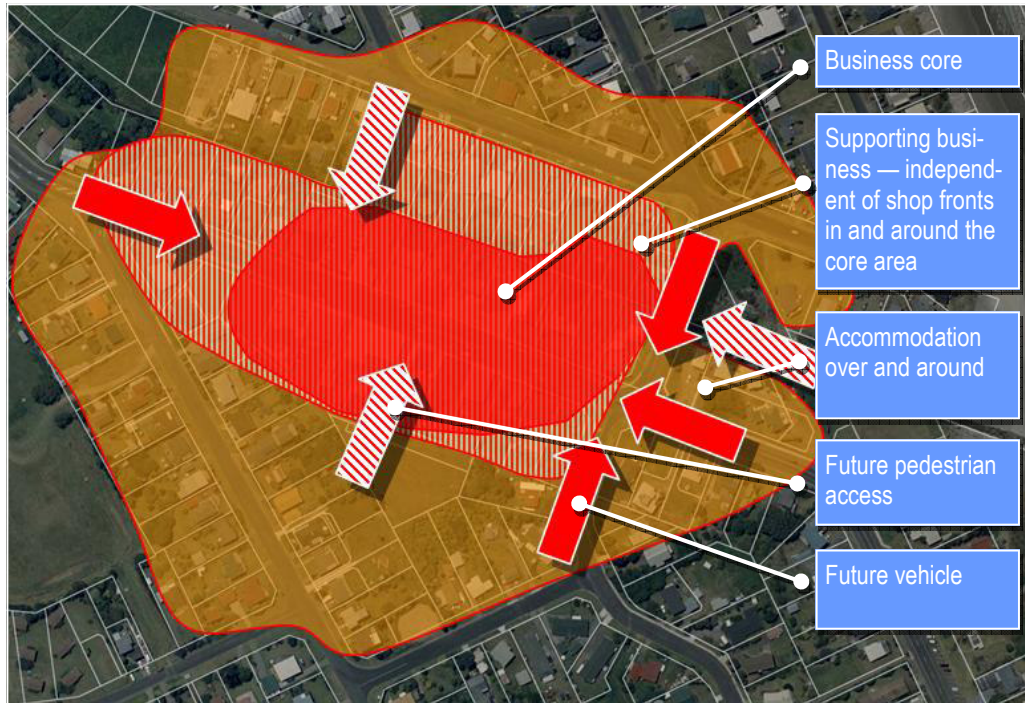 Business core
Supporting busi-
ness — independ-
ent of shop fronts
in and around the
core area
Accommodation
over and around
Future pedestrian
access
Future vehicle